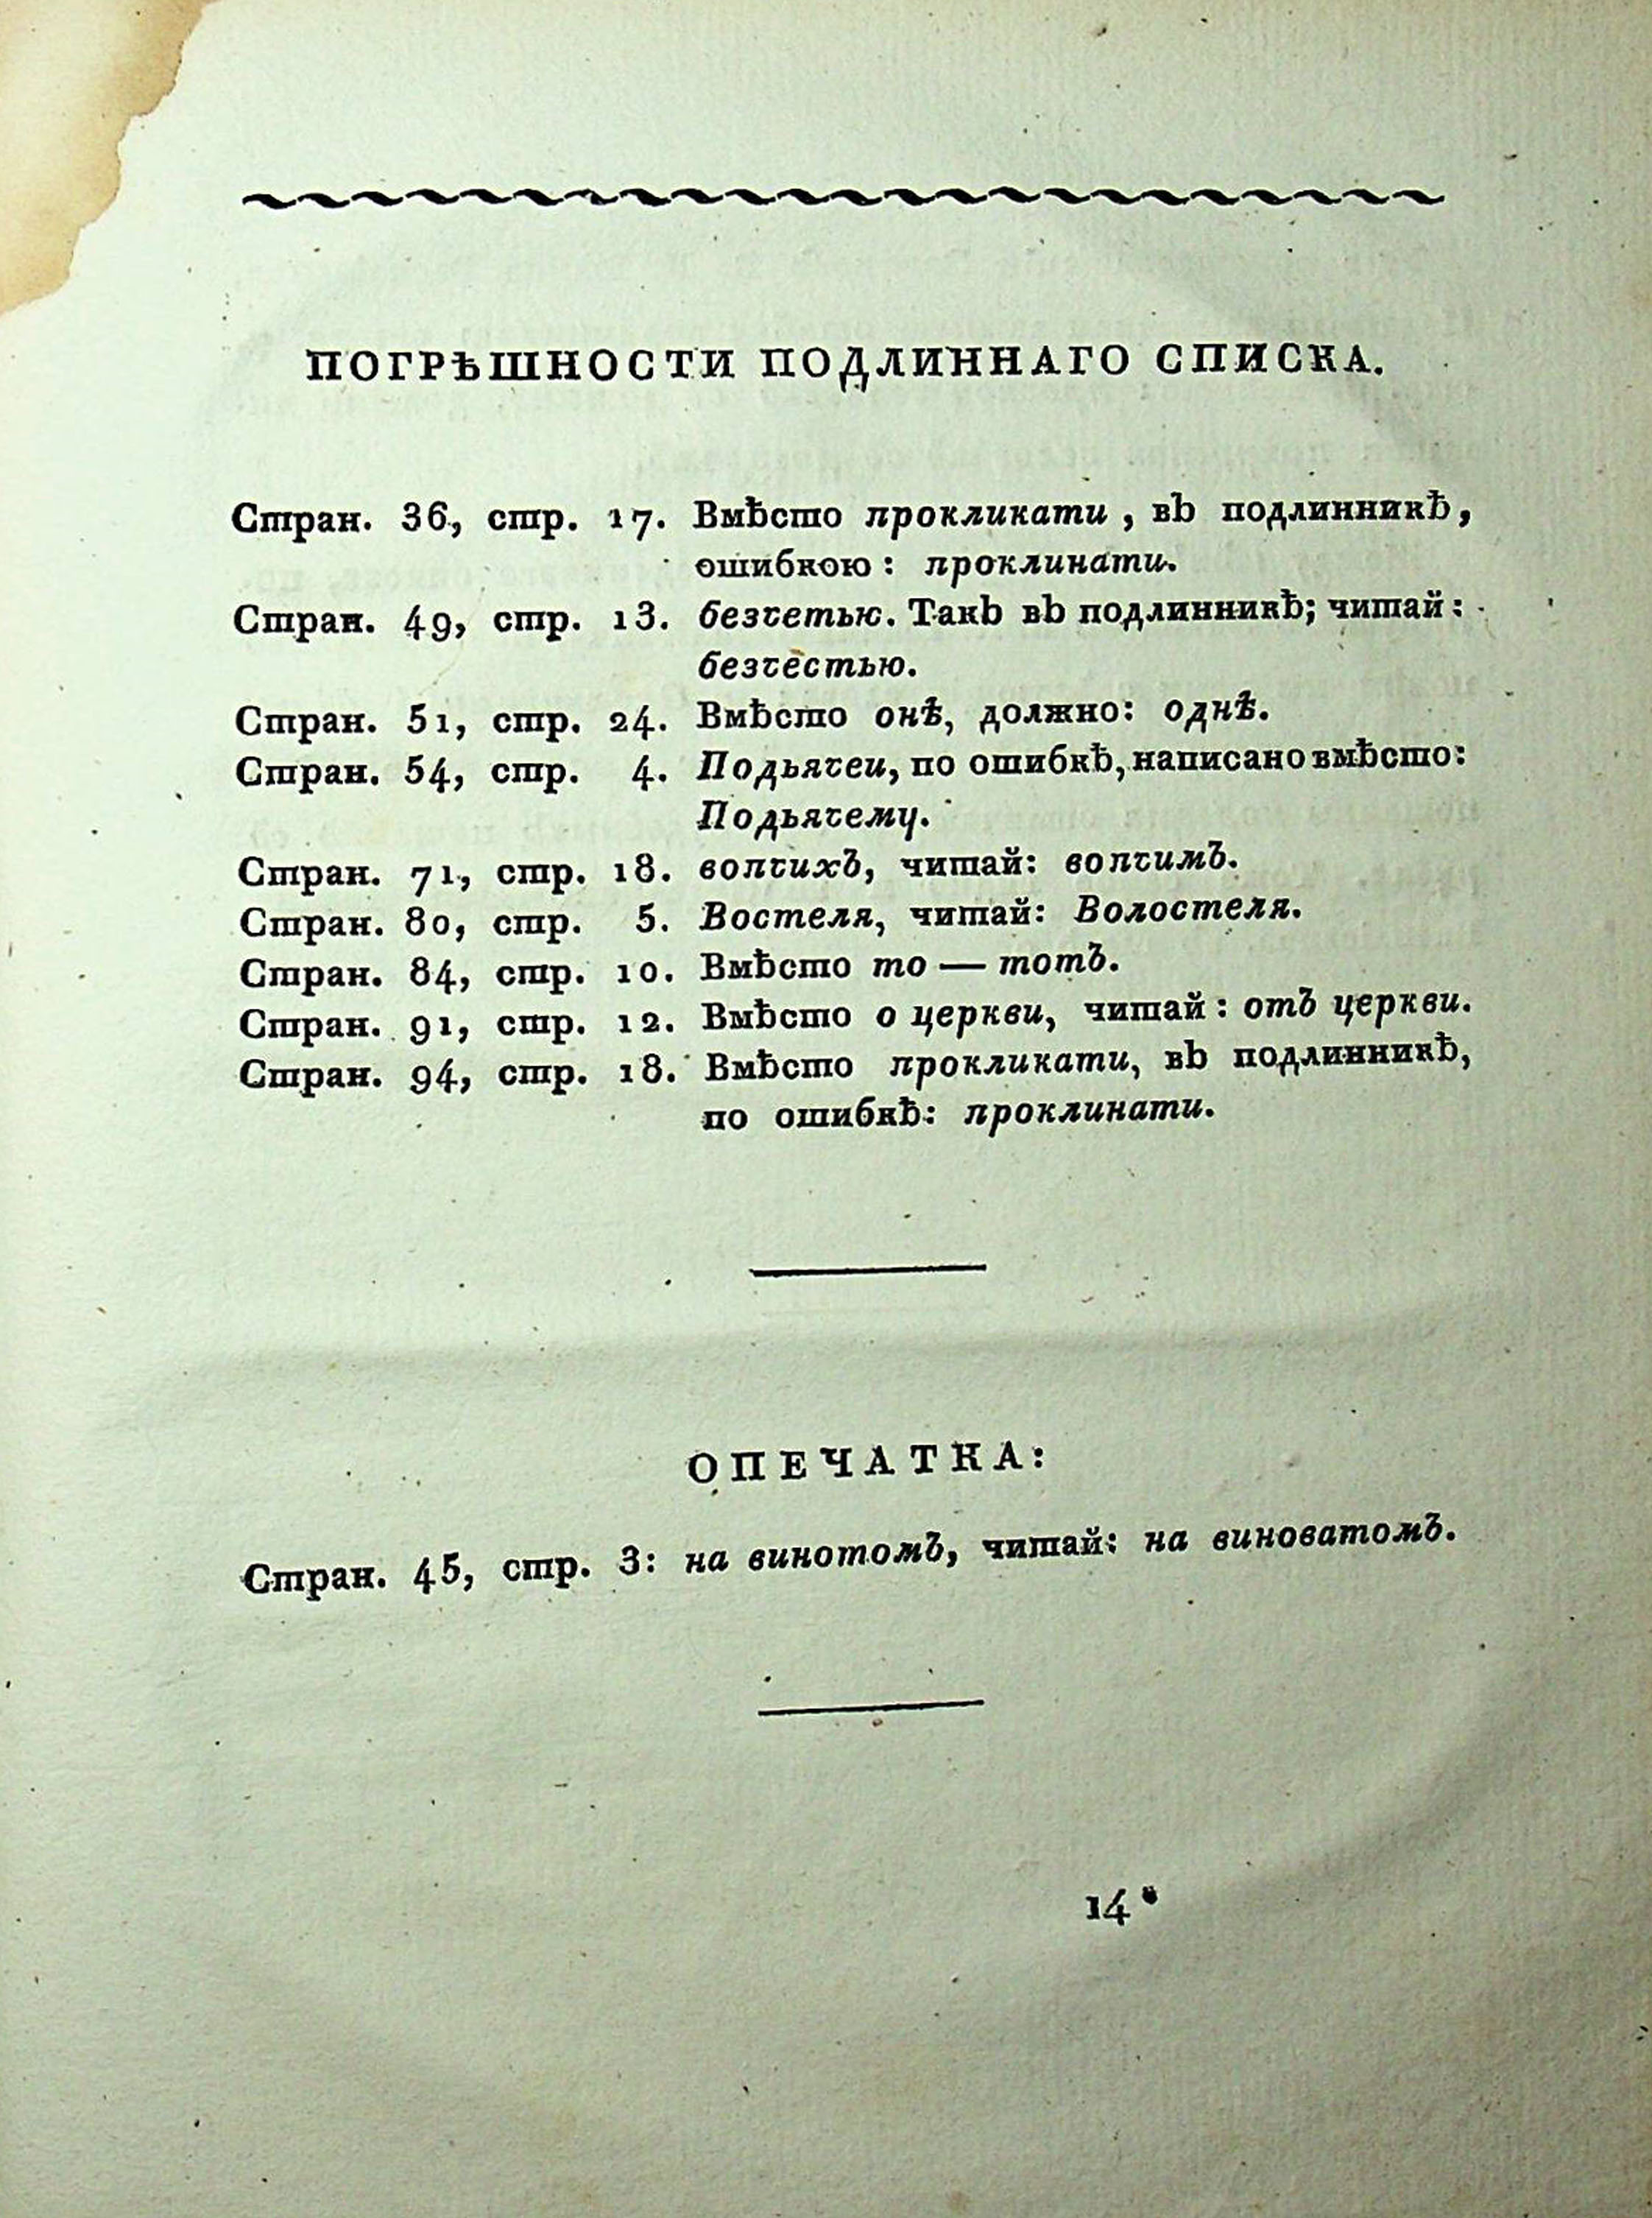 ПОГРѢШНОСТИ ПОДЛИННАГО СПИСКА.
Стран. 36, стр. 17. Вмѣсто прокликати, въ подлинникѣ,
ошибкою: проклинати.
Стран. 49, стр. 13. безчетью. Такъ въ подлинникѣ; читай:
безчестью.
Стран. 51, стр. 24. Вмѣсто онѣ, должно: однѣ.
Стран. 54, стр. 4. Подьячеи, по ошибкѣ, написано вмѣсто:
Подьячему.
Стран. 71, стр. 18. вопчихъ, читай: вопчимъ.
Стран. 80, стр. 5. Востеля, читай: Волостеля.
Стран. 84, стр. 10. Вмѣсто то — тотъ.
Стран. 91, стр. 12. Вмѣсто о церкви, читай: отъ церкви.
Стран. 94, стр. 18. Вмѣсто прокликати, въ подлинникѣ,
по ошибкѣ: проклинати.
ОПЕЧАТКА:
Стран. 45, стр. 3: на винотомъ, читай: на виноватомъ.
14*